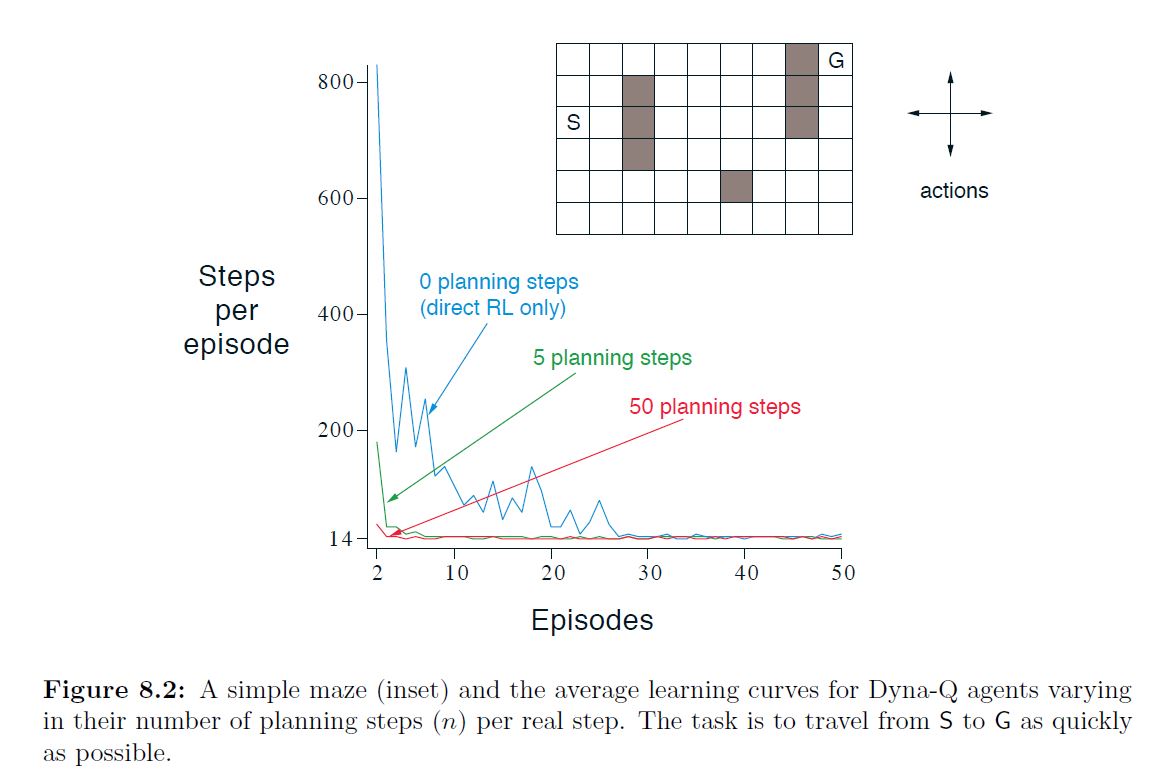 G
S
actions
800
600
400
200
14
Steps
per
episode
0 planning steps
(direct RL only)
5 planning steps
50 planning steps
2 10 20 30 40 50
Episodes
Figure 8.2: A simple maze (inset) and the average learning curves for Dyna-Q agents varying
in their number of planning steps (n) per real step. The task is to travel from S to G as quickly
as possible.